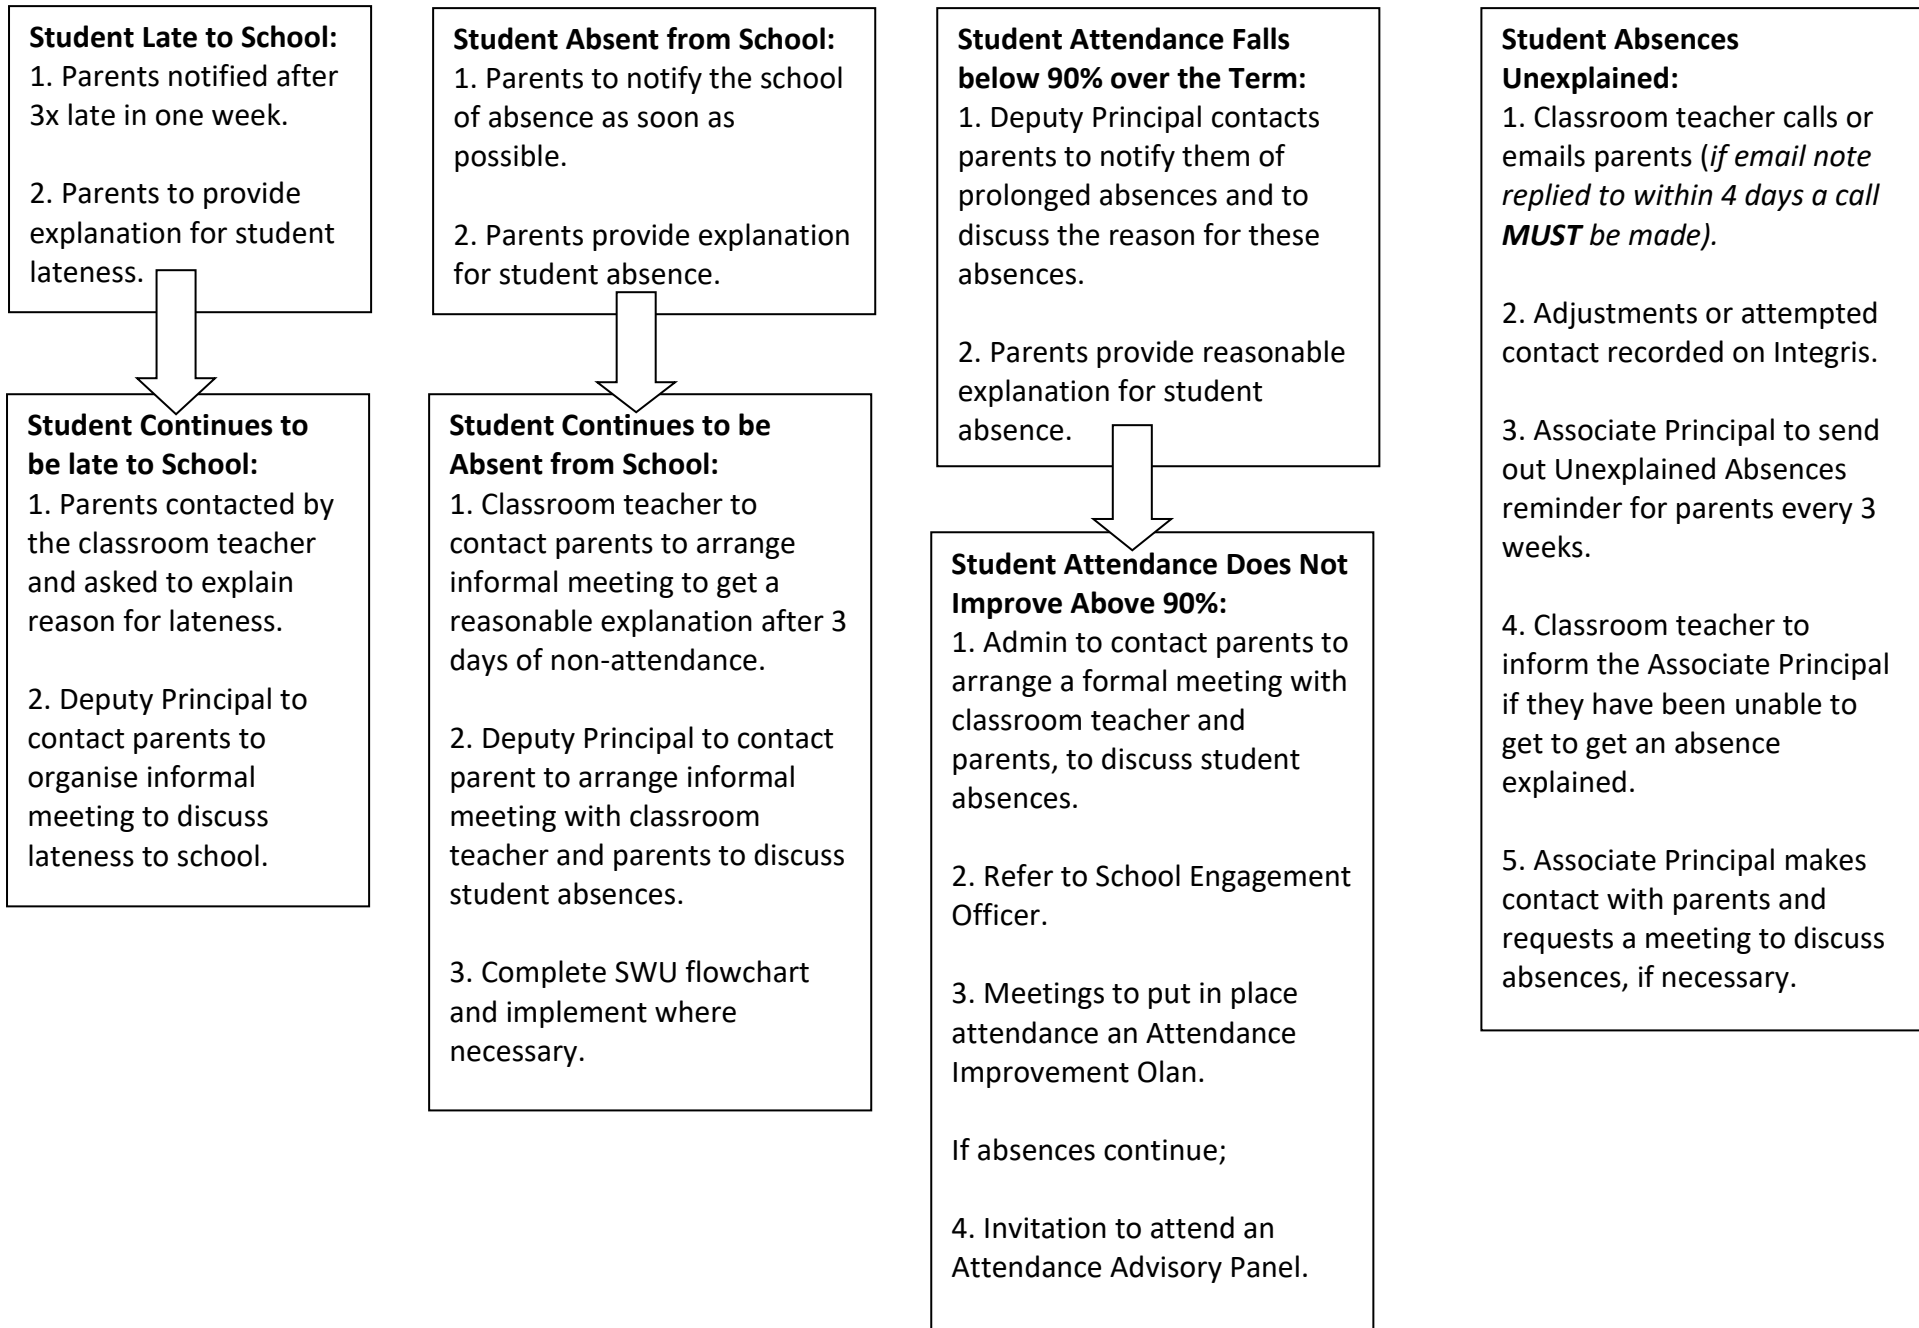 Student Late to School:
1. Parents notified after
3x late in one week.
2. Parents to provide
explanation for student
lateness.
Student Continues to
be late to School:
1. Parents contacted by
the classroom teacher
and asked to explain
reason for lateness.
2. Deputy Principal to
contact parents to
organise informal
meeting to discuss
lateness to school.
Student Absent from School:
1. Parents to notify the school
of absence as soon as
possible.
2. Parents provide explanation
for student absence.
Student Continues to be
Absent from School:
1. Classroom teacher to
contact parents to arrange
informal meeting to get a
reasonable explanation after 3
days of non-attendance.
2. Deputy Principal to contact
parent to arrange informal
meeting with classroom
teacher and parents to discuss
student absences.
3. Complete SWU flowchart
and implement where
necessary.
Student Attendance Falls
below 90% over the Term:
1. Deputy Principal contacts
parents to notify them of
prolonged absences and to
discuss the reason for these
absences.
2. Parents provide reasonable
explanation for student
absence.
Student Attendance Does Not
Improve Above 90%:
1. Admin to contact parents to
arrange a formal meeting with
classroom teacher and
parents, to discuss student
absences.
2. Refer to School Engagement
Officer.
3. Meetings to put in place
attendance an Attendance
Improvement Olan.
If absences continue;
4. Invitation to attend an
Attendance Advisory Panel.
Student Absences
Unexplained:
1. Classroom teacher calls or
emails parents (if email note
replied to within 4 days a call
MUST be made).
2. Adjustments or attempted
contact recorded on Integris.
3. Associate Principal to send
out Unexplained Absences
reminder for parents every 3
weeks.
4. Classroom teacher to
inform the Associate Principal
if they have been unable to
get to get an absence
explained.
5. Associate Principal makes
contact with parents and
requests a meeting to discuss
absences, if necessary.